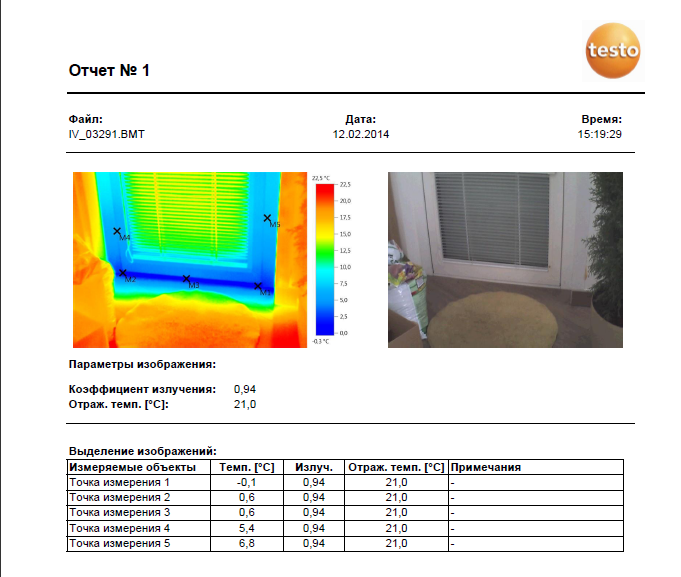 testo
Отчет № 1
Файл: Дата: Время:
IV_03291.BMT 12.02.2014 15:19:29
22,5 °C
22,5
20,0
17,5
15,0
12,5
10,0
7,5
5,0
2,5
0,0
-0,3 °C
M5
M4
M2
M3
M1
Параметры изображения:
Коэффициент излучения: 0,94
Отраж. темп. [°C]: 21,0
Выделение изображений:
Измеряемые объекты Темп. [°C] Излуч. Отраж. темп. [°C] Примечания
Точка измерения 1 -0,1 0,94 21,0 -
Точка измерения 2 0,6 0,94 21,0 -
Точка измерения 3 0,6 0,94 21,0 -
Точка измерения 4 5,4 0,94 21,0 -
Точка измерения 5 6,8 0,94 21,0 -